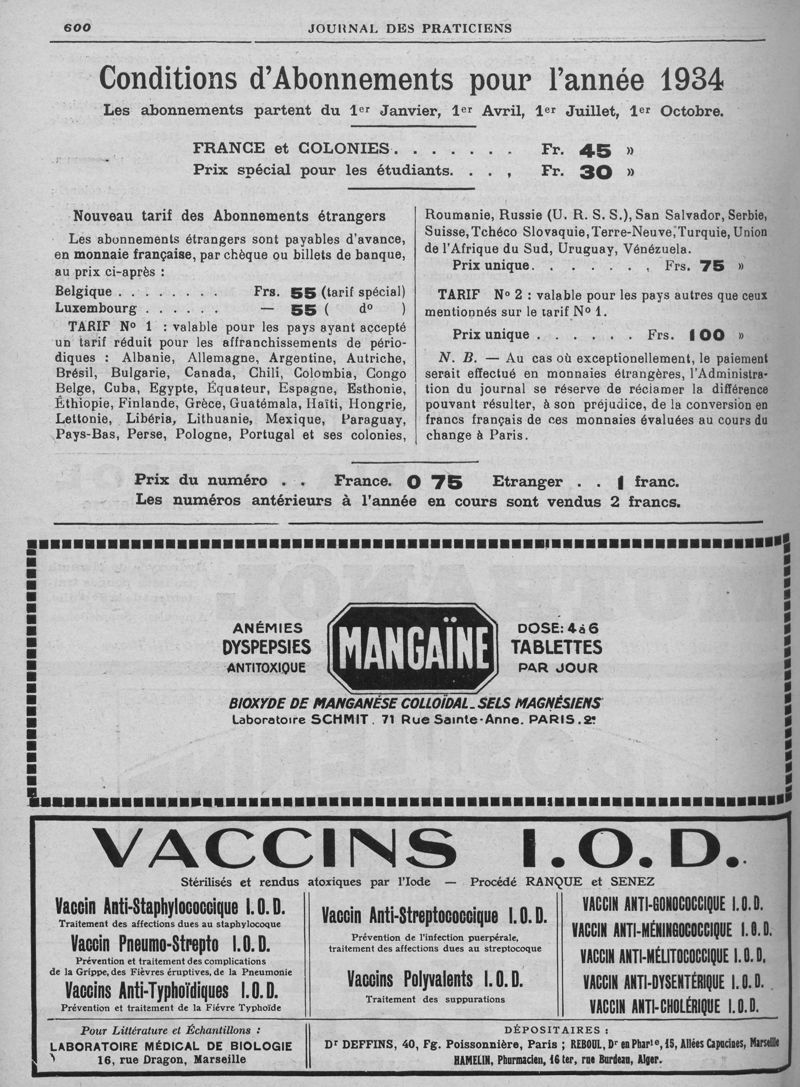 600
JOURNAL DES PRATICIENS
Conditions d'Abonnements pour l'année 1934
Les abonnements partent du 1er Janvier, 1er Avril, 1er Juillet, 1er Octobre.
FRANCE et COLONIES. . . . . . . Fr. 45 »
Prix spécial pour les étudiants. . . , Fr. 30 »
Nouveau tarif des Abonnements étrangers
Les abonnements étrangers sont payables d'avance,
en monnaie française, par chèque ou billets de banque,
au prix ci-après :
Belgique . . . . . . . . Frs. 55 (tarif spécial)
Luxembourg . . . . . . — 55 ( do )
TARIF No 1 : valable pour les pays ayant accepté
un tarif réduit pour les affranchissements de pério-
diques : Albanie, Allemagne, Argentine, Autriche,
Brésil, Bulgarie, Canada, Chili, Colombia, Congo
Belge, Cuba, Egypte, Équateur, Espagne, Esthonie,
Éthiopie, Finlande, Grèce, Guatémala, Haïti, Hongrie,
Lettonie, Libéria, Lithuanie, Mexique, Paraguay,
Pays-Bas, Perse, Pologne, Portugal et ses colonies,
Roumanie, Russie (U. R. S. S.), San Salvador, Serbie,
Suisse, Tchéco Slovaquie, Terre-Neuve, Turquie, Union
de l'Afrique du Sud, Uruguay, Vénézuela.
Prix unique. . . . . . , Frs. 75 »
TARIF No 2 : valable pour les pays autres que ceux
mentionnés sur le tarif No 1.
Prix unique . . . . . . Frs. 100 »
N. B. — Au cas où exceptionellement, le paiement
serait effectué en monnaies étrangères, l'Administra-
tion du journal se réserve de réclamer la différence
pouvant résulter, à son préjudice, de la conversion en
francs français de ces monnaies évaluées au cours du
change à Paris.
Prix du numéro . . France. 0 75 Etranger . . 1 franc.
Les numéros antérieurs à l'année en cours sont vendus 2 francs.
ANÉMIES
DYSPEPSIES
ANTITOXIQUE
MANGAÏNE
DOSE: 4 à 6
TABLETTES
PAR JOUR
BIOXYDE DE MANGANÉSE COLLOÏDAL_SELS MAGNÉSIENS
Laboratoire SCHMIT. 71 Rue Sainte-Anne. PARIS. 2e
VACCINS I.O.D.
Stérilisés et rendus atoxiques par l'Iode — Procédé RANQUE et SENEZ
Vaccin Anti-Staphylococcique I.O.D.
Traitement des affections dues au staphylocoque
Vaccin Pneumo-Strepto I.O.D.
Prévention et traitement des complications
de la Grippe, des Fièvres éruptives, de la Pneumonie
Vaccins Anti-Typhoïdiques I.O.D.
Prévention et traitement de la Fiévre Typhoïde
Vaccin Anti-Streptococcique I.O.D.
Prévention de l'infection puerpérale,
traitement des affections dues au streptocoque
Vaccins Polyvalents I.O.D.
Traitement des suppurations
VACCIN ANTI-GONOCOCCIQUE I.O.D.
VACCIN ANTI-MÉNINGOCOCCIQUE I.O.D.
VACCIN ANTI-MÉLITOCOCCIQUE I.O.D.
VACCIN ANTI-DYSENTÉRIQUE I.O.D.
VACCIN ANTI-CHOLÉRIQUE I.O.D.
Pour Littérature et Échantillons :
LABORATOIRE MÉDICAL DE BIOLOGIE
16, rue Dragon, Marseille
DÉPOSITAIRES :
Dr DEFFINS, 40, Fg. Poissonnière, Paris ; REBOUL, Dr en Pharie, 15, Allées Capucines, Marseille
HAMELIN, Pharmacien, 16 ter, rue Burdeau, Alger.